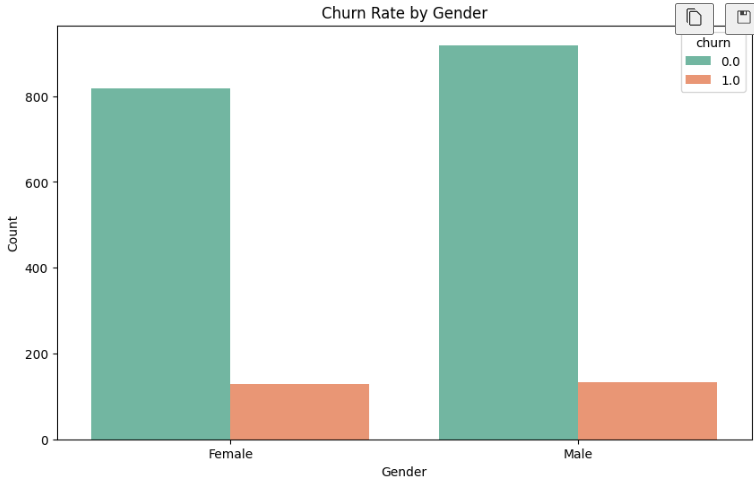 Churn Rate by Gender
churn
0.0
1.0
800
600
400
200
0
Count
Female
Male
Gender